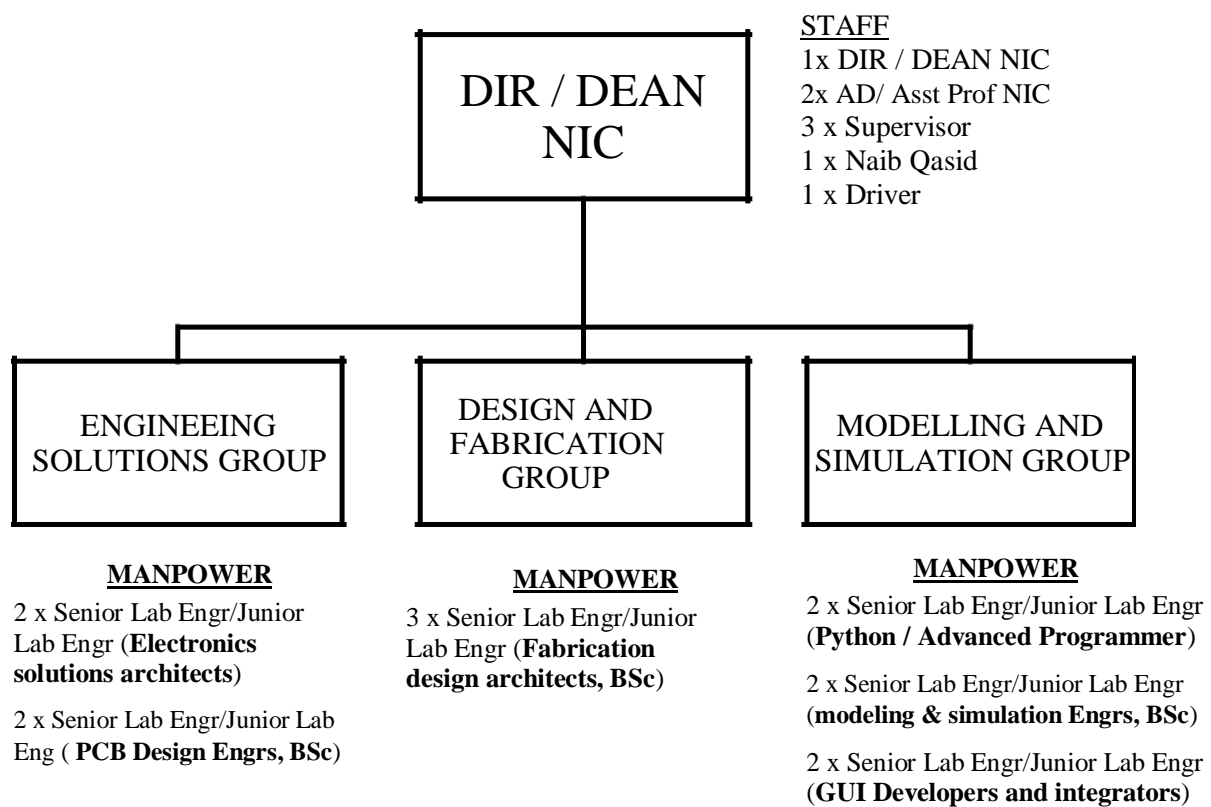 DIR / DEAN
NIC
STAFF
1x DIR / DEAN NIC
2x AD/ Asst Prof NIC
3 x Supervisor
1 x Naib Qasid
1 x Driver
ENGINEEING
SOLUTIONS GROUP
DESIGN AND
FABRICATION
GROUP
MODELLING AND
SIMULATION GROUP
MANPOWER
2 x Senior Lab Engr/Junior
Lab Engr (Electronics
solutions architects)
2 x Senior Lab Engr/Junior Lab
Eng ( PCB Design Engrs, BSc)
MANPOWER
3 x Senior Lab Engr/Junior
Lab Engr (Fabrication
design architects, BSc)
MANPOWER
2 x Senior Lab Engr/Junior Lab Engr
(Python / Advanced Programmer)
2 x Senior Lab Engr/Junior Lab Engr
(modeling & simulation Engrs, BSc)
2 x Senior Lab Engr/Junior Lab Engr
(GUI Developers and integrators)